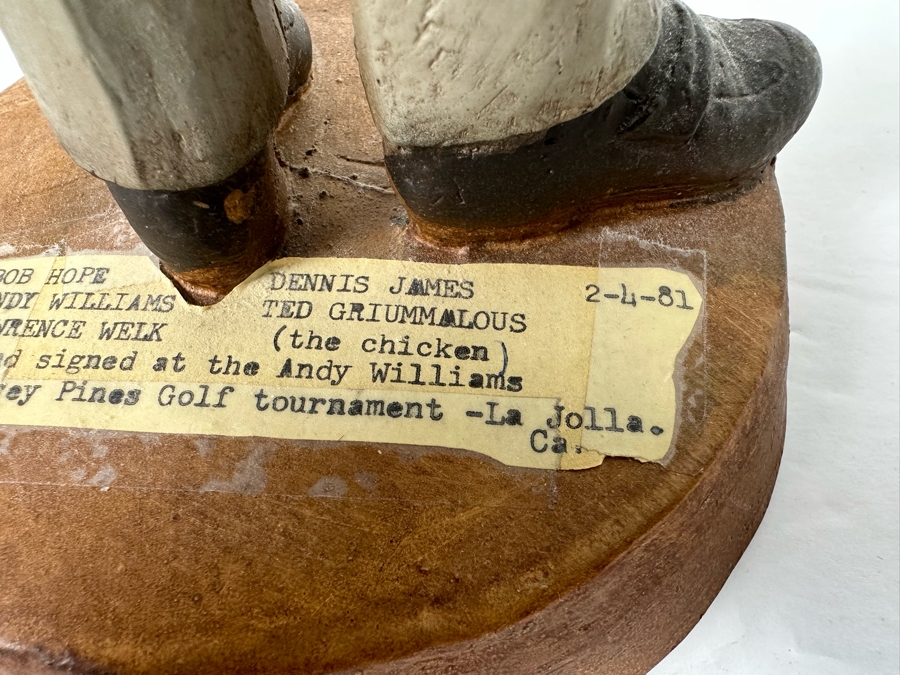 BOB HOPE DENNIS JAMES 2-4-81
NDY WILLIAMS TED GRIUMMALOUS
WRENCE WELK (the chicken)
ed signed at the Andy Williams
rey Pines Golf tournament -La Jolla.
Ca.